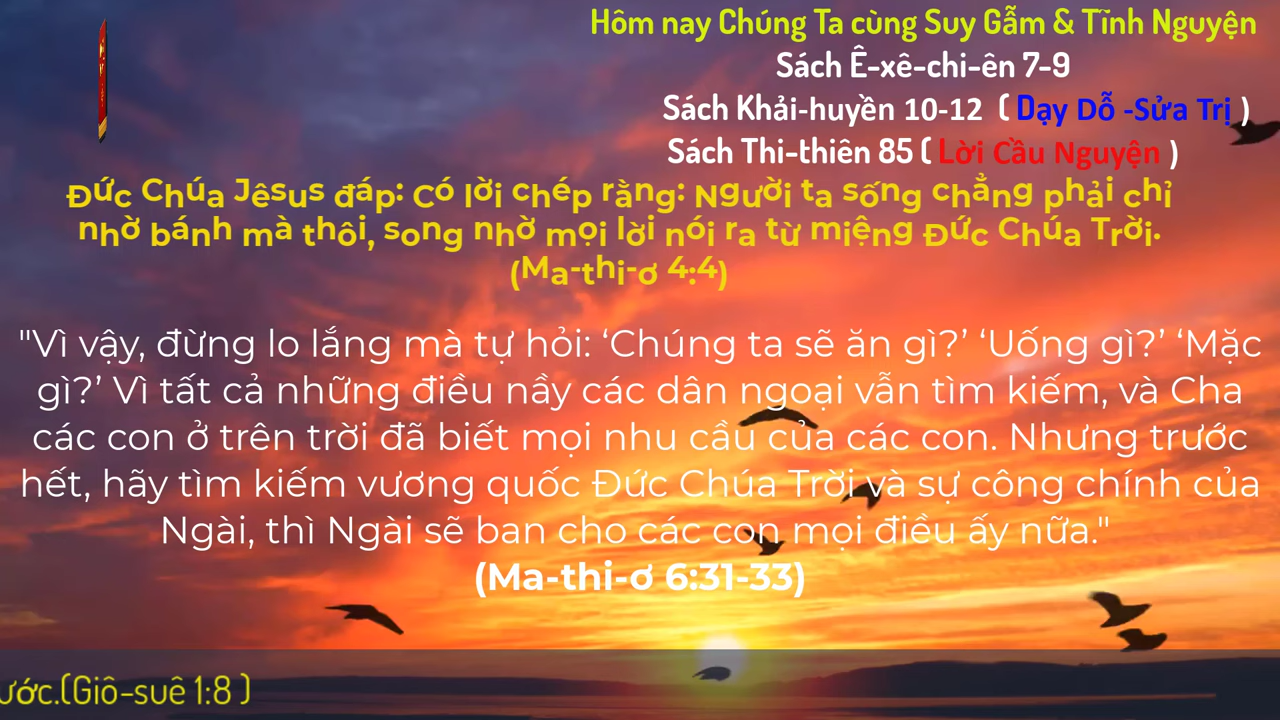 Hôm nay Chúng Ta cùng Suy Gẫm & Tĩnh Nguyện
Sách Ê-xê-chi-ên 7-9
Sách Khải-huyền 10-12 ( Dạy Dỗ -Sửa Trị )
Sách Thi-thiên 85 ( Lời Cầu Nguyện )
Đức Chúa Jêsus đáp: Có lời chép rằng: Người ta sống chẳng phải chỉ
nhờ bánh mà thôi, song nhờ mọi lời nói ra từ miệng Đức Chúa Trời.
(Ma-thi-ơ 4:4)
"Vì vậy, đừng lo lắng mà tự hỏi: ‘Chúng ta sẽ ăn gì?’ ‘Uống gì?’ ‘Mặc
gì?’ Vì tất cả những điều nầy các dân ngoại vẫn tìm kiếm, và Cha
các con ở trên trời đã biết mọi nhu cầu của các con. Nhưng trước
hết, hãy tìm kiếm vương quốc Đức Chúa Trời và sự công chính của
Ngài, thì Ngài sẽ ban cho các con mọi điều ấy nữa."
(Ma-thi-ơ 6:31-33)
ước.(Giô-suê 1:8 )